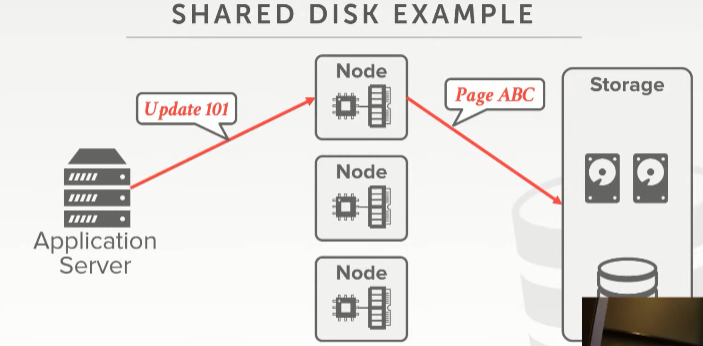 SHARED DISK EXAMPLE
Node
Update 101
Page ABC
Storage
Node
Application
Server
Node